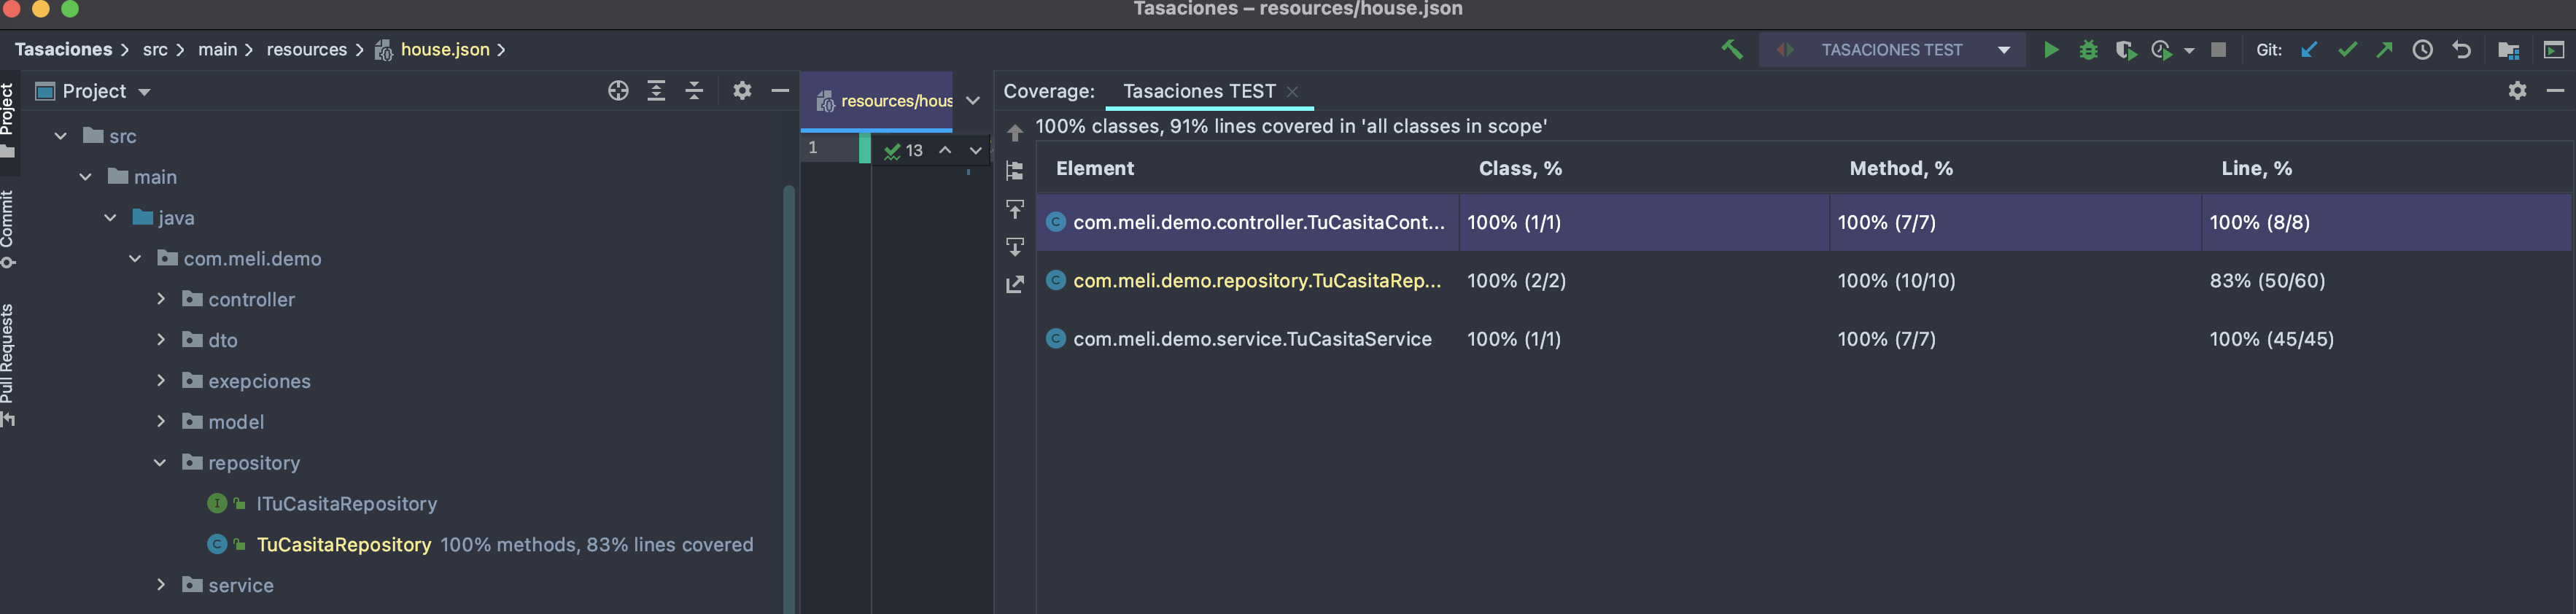 Tasaciones – resources/house.json
Tasaciones > src > main > resources > house.json >
TASACIONES TEST
Git:
Project
Commit
Pull Requests
Project
src
main
java
com.meli.demo
controller
dto
exepciones
model
repository
ITuCasitaRepository
TuCasitaRepository 100% methods, 83% lines covered
service
resources/hous
1
13
Coverage: Tasaciones TEST
100% classes, 91% lines covered in 'all classes in scope'
Element Class, % Method, % Line, %
com.meli.demo.controller.TuCasitaCont... 100% (1/1) 100% (7/7) 100% (8/8)
com.meli.demo.repository.TuCasitaRep... 100% (2/2) 100% (10/10) 83% (50/60)
com.meli.demo.service.TuCasitaService 100% (1/1) 100% (7/7) 100% (45/45)